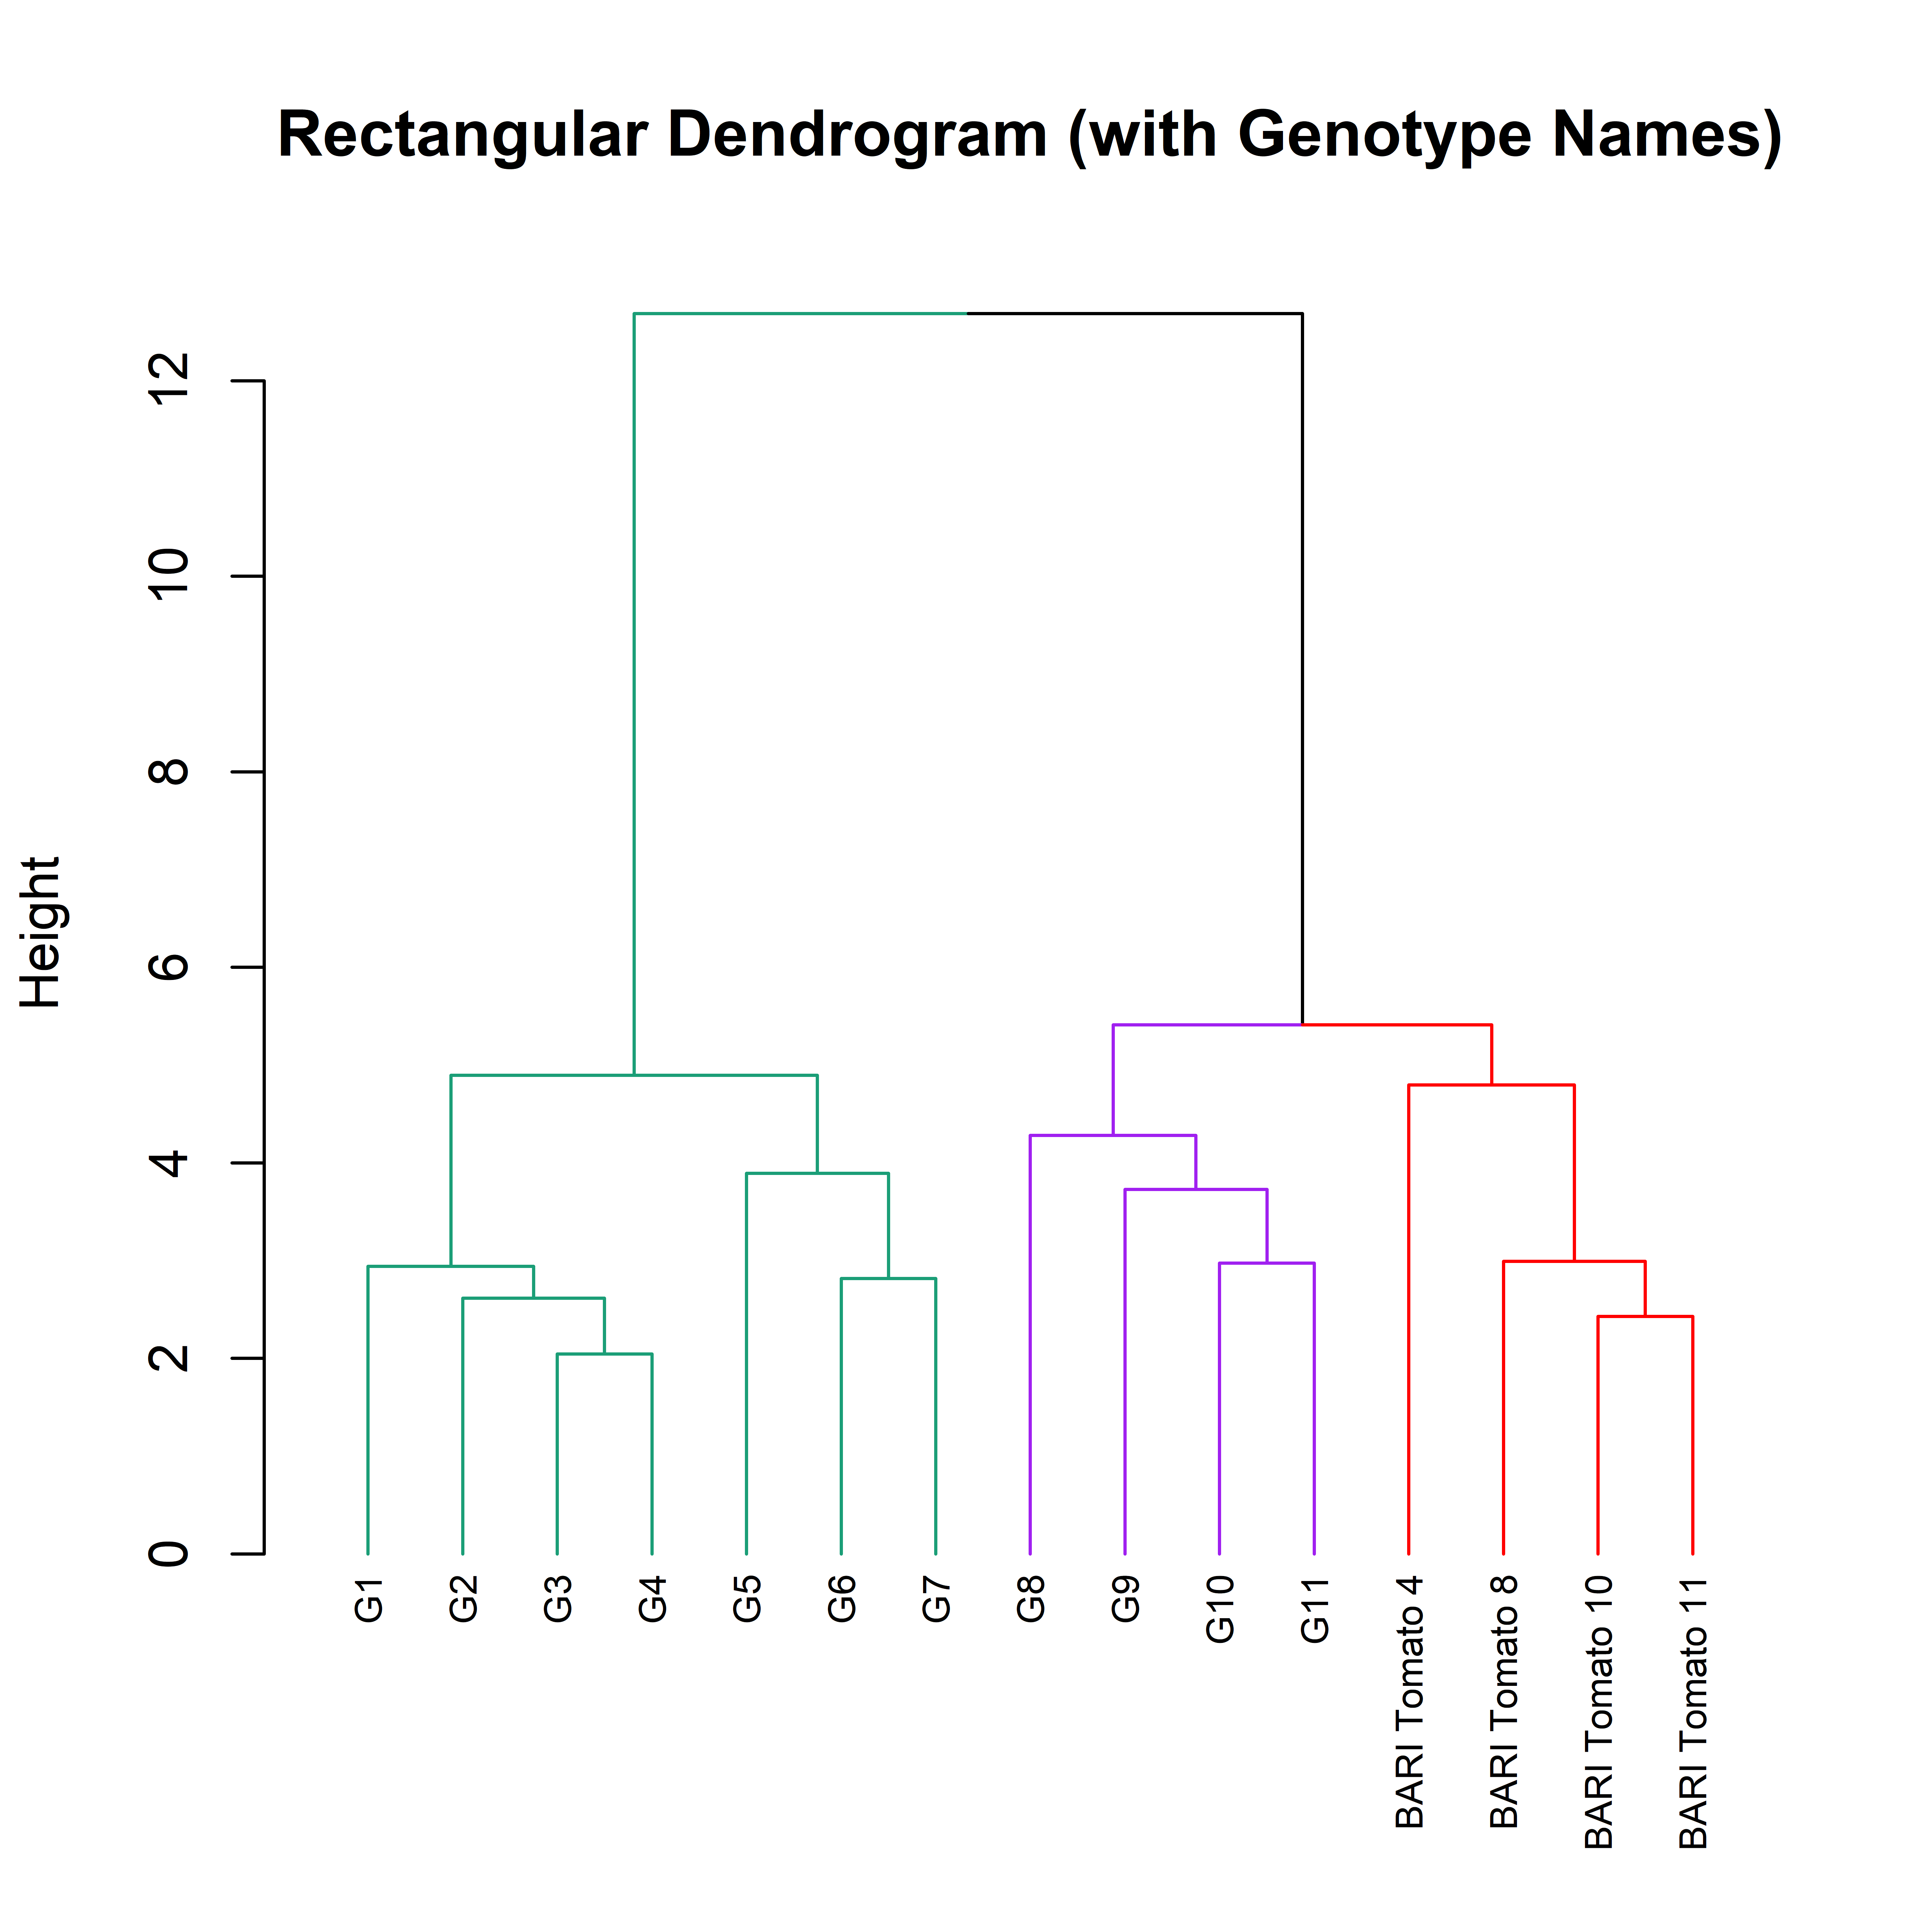 Rectangular Dendrogram (with Genotype Names)
Height
12
10
8
6
4
2
0
G1
G2
G3
G4
G5
G6
G7
G8
G9
G10
G11
BARI Tomato 4
BARI Tomato 8
BARI Tomato 10
BARI Tomato 11